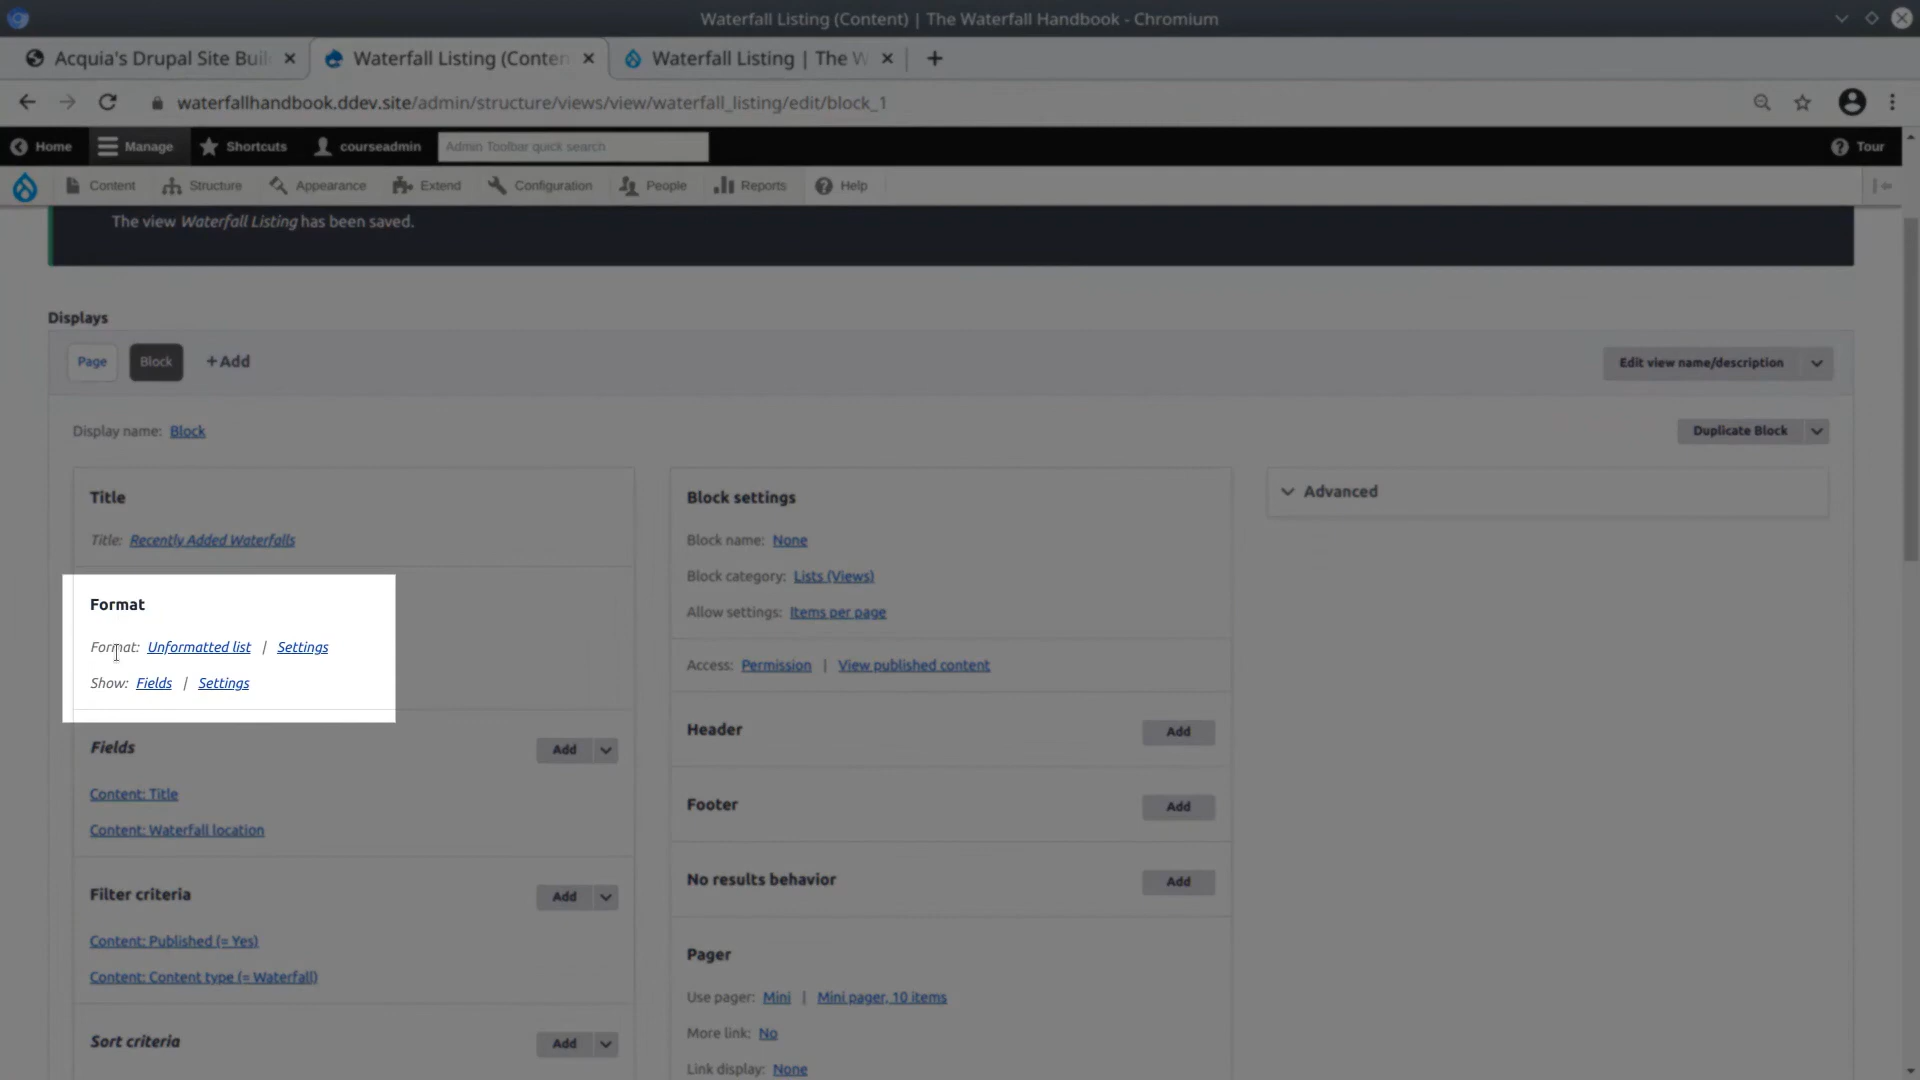 Waterfall Listing (Content) | The Waterfall Handbook - Chromium
Acquia's Drupal Site Buil
Waterfall Listing (Conten
Waterfall Listing | The W
waterfallhandbook.ddev.site/admin/structure/views/view/waterfall_listing/edit/block_1
Home
Manage
Shortcuts
courseadmin
Admin Toolbar quick search
Tour
Content
Structure
Appearance
Extend
Configuration
People
Reports
Help
The view Waterfall Listing has been saved.
Displays
Page
Block
+ Add
Edit view name/description
Display name: Block
Duplicate Block
Title
Title: Recently Added Waterfalls
Format
Format: Unformatted list | Settings
Show: Fields | Settings
Fields
Add
Content: Title
Content: Waterfall location
Filter criteria
Add
Content: Published (= Yes)
Content: Content type (= Waterfall)
Sort criteria
Add
Block settings
Block name: None
Block category: Lists (Views)
Allow settings: Items per page
Access: Permission | View published content
Header
Add
Footer
Add
No results behavior
Add
Pager
Use pager: Mini | Mini pager, 10 items
More link: No
Link display: None
Advanced